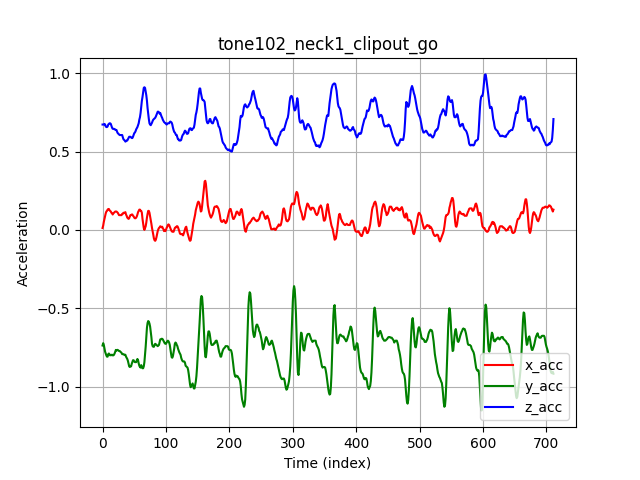 tone102_neck1_clipout_go
1.0
0.5
0.0
−0.5
−1.0
Acceleration
0 100 200 300 400 500 600 700
Time (index)
x_acc
y_acc
z_acc